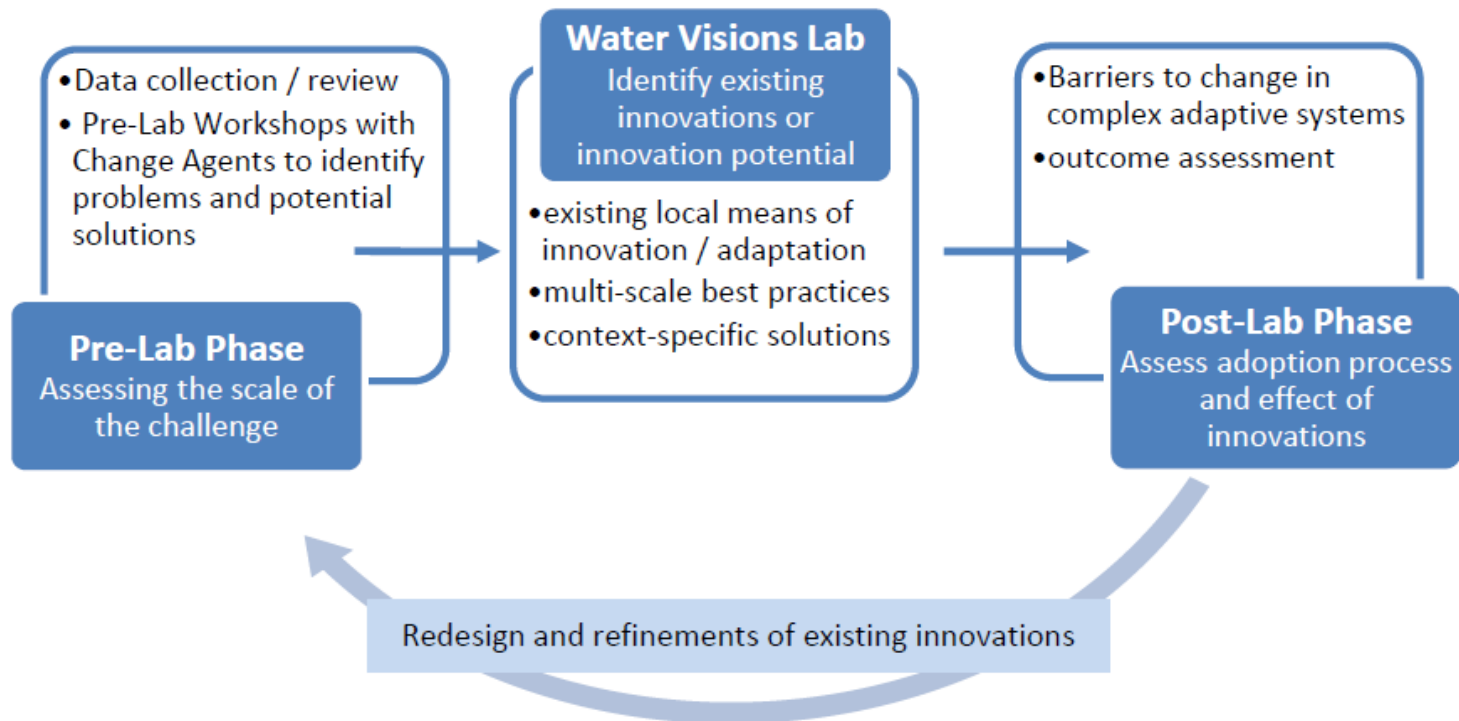 •Data collection / review
• Pre-Lab Workshops with
Change Agents to identify
problems and potential
solutions
Pre-Lab Phase
Assessing the scale of
the challenge
Water Visions Lab
Identify existing
innovations or
innovation potential
•existing local means of
innovation / adaptation
•multi-scale best practices
•context-specific solutions
•Barriers to change in
complex adaptive systems
•outcome assessment
Post-Lab Phase
Assess adoption process
and effect of
innovations
Redesign and refinements of existing innovations